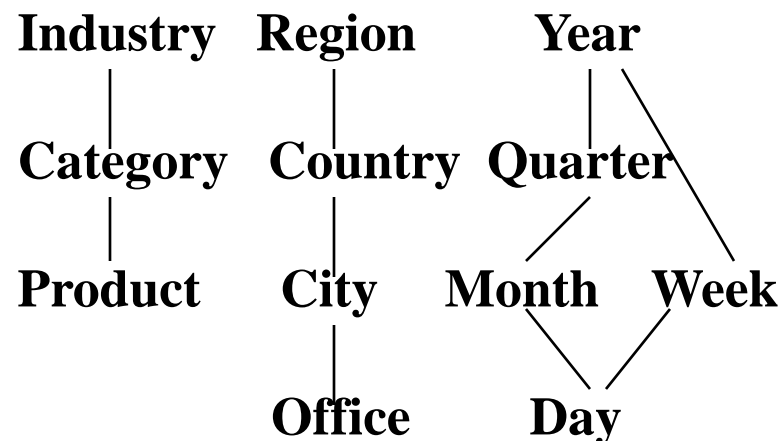 Industry Region Year
Category Country Quarter
Product City Month Week
Office Day